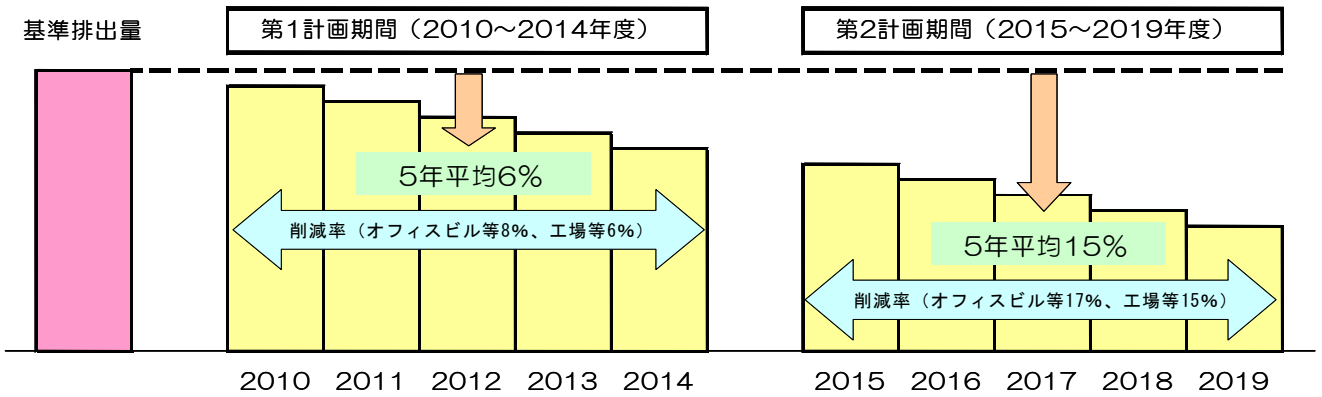 基準排出量
第1計画期間（2010～2014年度）
第2計画期間（2015～2019年度）
5年平均6%
削減率（オフィスビル等8%、工場等6%）
5年平均15%
削減率（オフィスビル等17%、工場等15%）
2010 2011 2012 2013 2014 2015 2016 2017 2018 2019